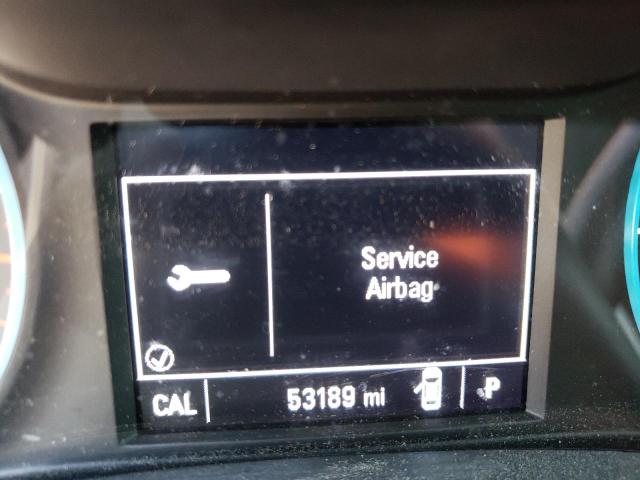 Service
Airbag
CAL
53189 mi
P